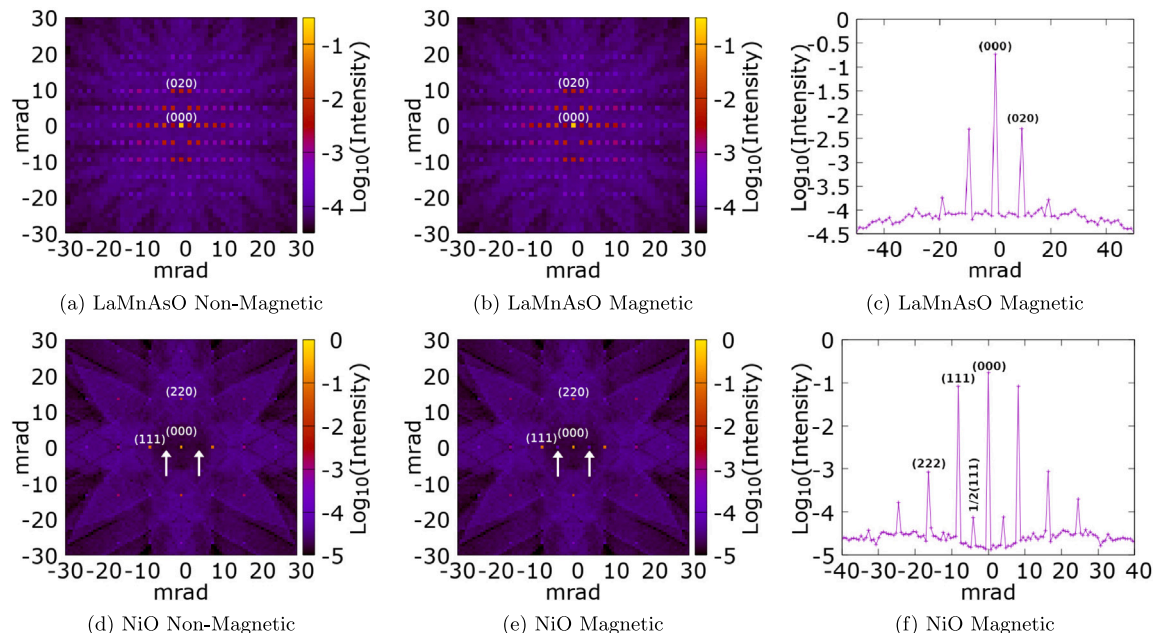 30
20
10
0
-10
-20
-30
mrad
(020)
(000)
-30-20-10 0 10 20 30
mrad
-1
-2
-3
-4
Log10(Intensity)
(a) LaMnAsO Non-Magnetic
30
20
10
0
-10
-20
-30
mrad
(020)
(000)
-30-20-10 0 10 20 30
mrad
-1
-2
-3
-4
Log10(Intensity)
(b) LaMnAsO Magnetic
0
-0.5
-1
-1.5
-2
-2.5
-3
-3.5
-4
-4.5
Log10(Intensity)
(000)
(020)
-40 -20 0 20 40
mrad
(c) LaMnAsO Magnetic
30
20
10
0
-10
-20
-30
mrad
(220)
(000)
(111)
-30-20-10 0 10 20 30
mrad
0
-1
-2
-3
-4
-5
Log10(Intensity)
(d) NiO Non-Magnetic
30
20
10
0
-10
-20
-30
mrad
(220)
(000)
(111)
-30-20-10 0 10 20 30
mrad
0
-1
-2
-3
-4
-5
Log10(Intensity)
(e) NiO Magnetic
0
-1
-2
-3
-4
-5
Log10(Intensity)
(000)
(111)
(222)
1/2(111)
-40 -30 -20 -10 0 10 20 30 40
mrad
(f) NiO Magnetic